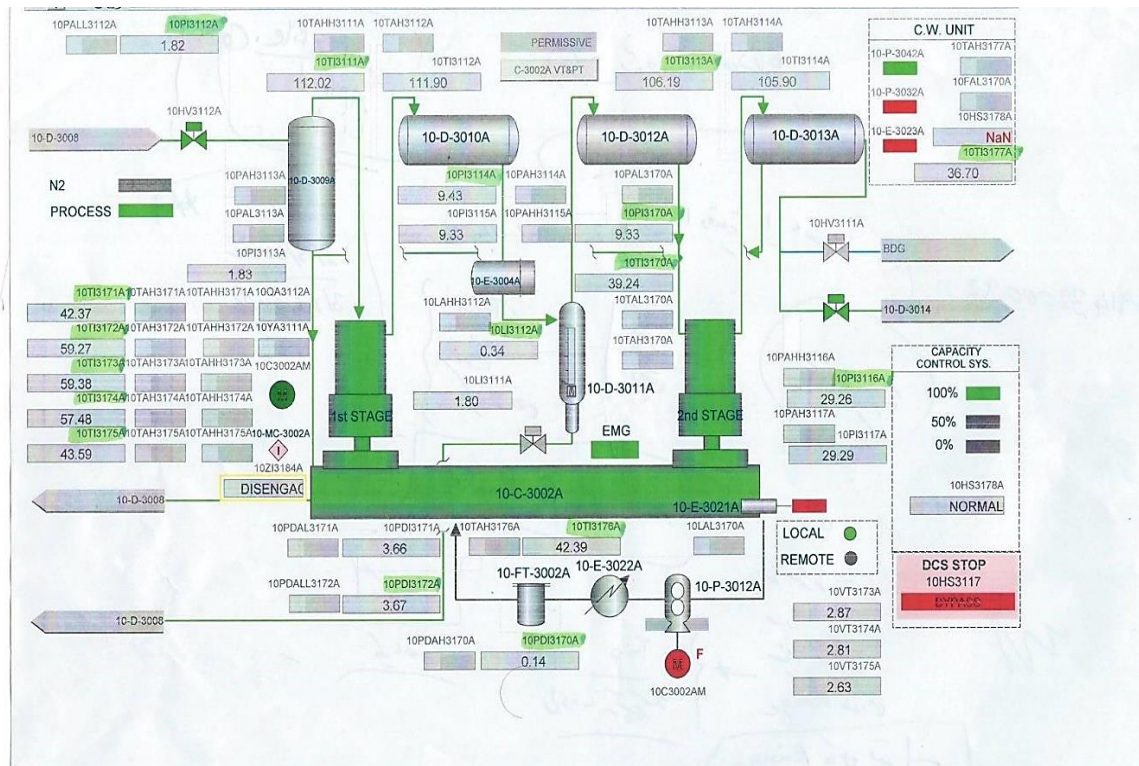 10PALL3112A 10PI3112A
1.82
10TAHH3111A 10TAH3112A
10TI3111A 10TI3112A
112.02 111.90
PERMISSIVE
C-3002A VT&PT
10TAHH3113A 10TAH3114A
10TI3113A 10TI3114A
106.19 105.90
C.W. UNIT
10-P-3042A 10TAH3177A
10FAL3170A
10-P-3032A
10HS3178A
10-E-3023A NaN
10TI3177A
36.70
10HV3112A
10-D-3008
10-D-3009A
10-D-3010A
10-D-3012A
10-D-3013A
N2
PROCESS
10PAH3113A
10PAL3113A
10PI3113A
1.83
10PI3114A 10PAH3114A
9.43
10PI3115A 10PAHH3115A
9.33
10-E-3004A
10PAL3170A
10PI3170A
9.33
10TI3170A
39.24
10TAL3170A
10TAH3170A
10HV3111A
BDG
10-D-3014
10LAHH3112A
10LI3112A
0.34
10LI3111A
1.80
10-D-3011A
10TI3171A 10TAH3171A 10TAHH3171A 10QA3112A
42.37
10TI3172A 10TAH3172A 10TAHH3172A 10YA3111A
59.27
10TI3173A 10TAH3173A 10TAHH3173A 10C3002AM
59.38
10TI3174A 10TAH3174A 10TAHH3174A
57.48
10TI3175A 10TAH3175A 10TAHH3175A 10-MC-3002A
43.59
I
10ZI3184A
DISENGAG
1st STAGE
2nd STAGE
EMG
10-C-3002A
10-E-3021A
10PAHH3116A
10PI3116A
29.26
10PAH3117A
10PI3117A
29.29
CAPACITY
CONTROL SYS.
100%
50%
0%
10HS3178A
NORMAL
10-D-3008
10PDAL3171A 10PDI3171A
3.66
10TAH3176A 10TI3176A
42.39
10LAL3170A
LOCAL
REMOTE
DCS STOP
10HS3117
BYPASS
10PDALL3172A 10PDI3172A
3.67
10-FT-3002A
10-E-3022A
10-P-3012A
10-D-3008
10PDAH3170A 10PDI3170A
0.14
F
M
10C3002AM
10VT3173A
2.87
10VT3174A
2.81
10VT3175A
2.63